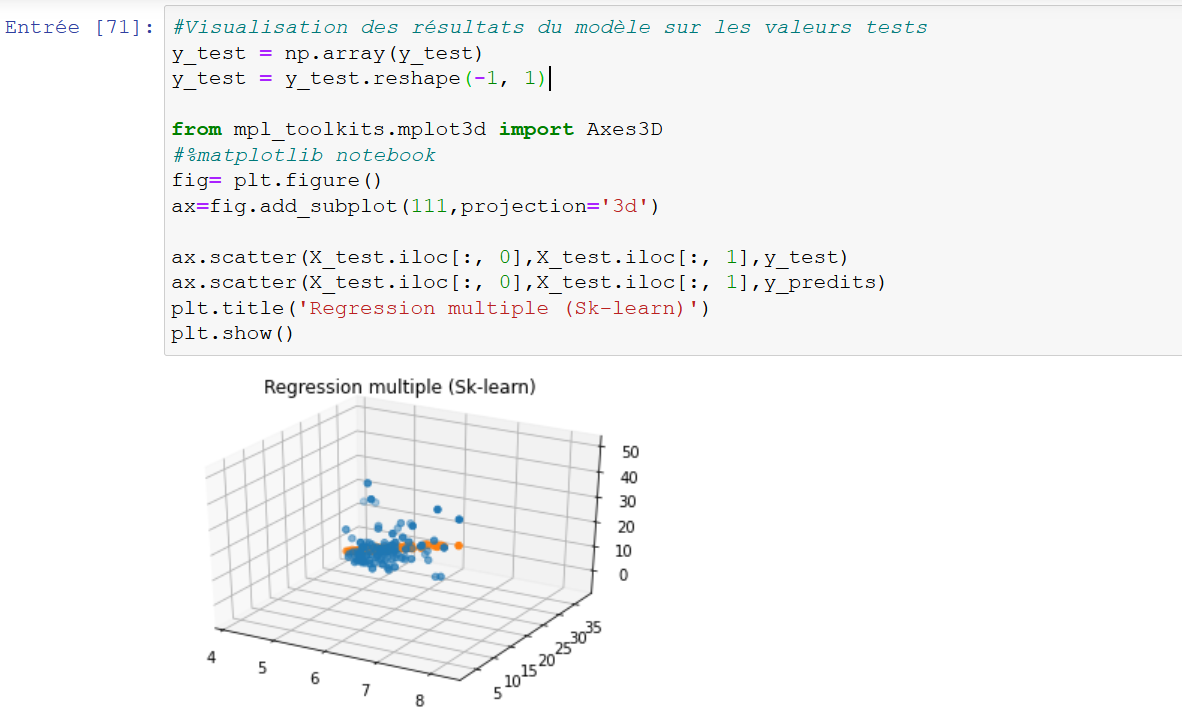 Entrée [71]: #Visualisation des résultats du modèle sur les valeurs tests
y_test = np.array(y_test)
y_test = y_test.reshape(-1, 1)
from mpl_toolkits.mplot3d import Axes3D
#%matplotlib notebook
fig= plt.figure()
ax=fig.add_subplot(111,projection='3d')
ax.scatter(X_test.iloc[:, 0],X_test.iloc[:, 1],y_test)
ax.scatter(X_test.iloc[:, 0],X_test.iloc[:, 1],y_predits)
plt.title('Regression multiple (Sk-learn)')
plt.show()
Regression multiple (Sk-learn)
50
40
30
20
10
0
4 5 6 7 8
5 10 15 20 25 30 35